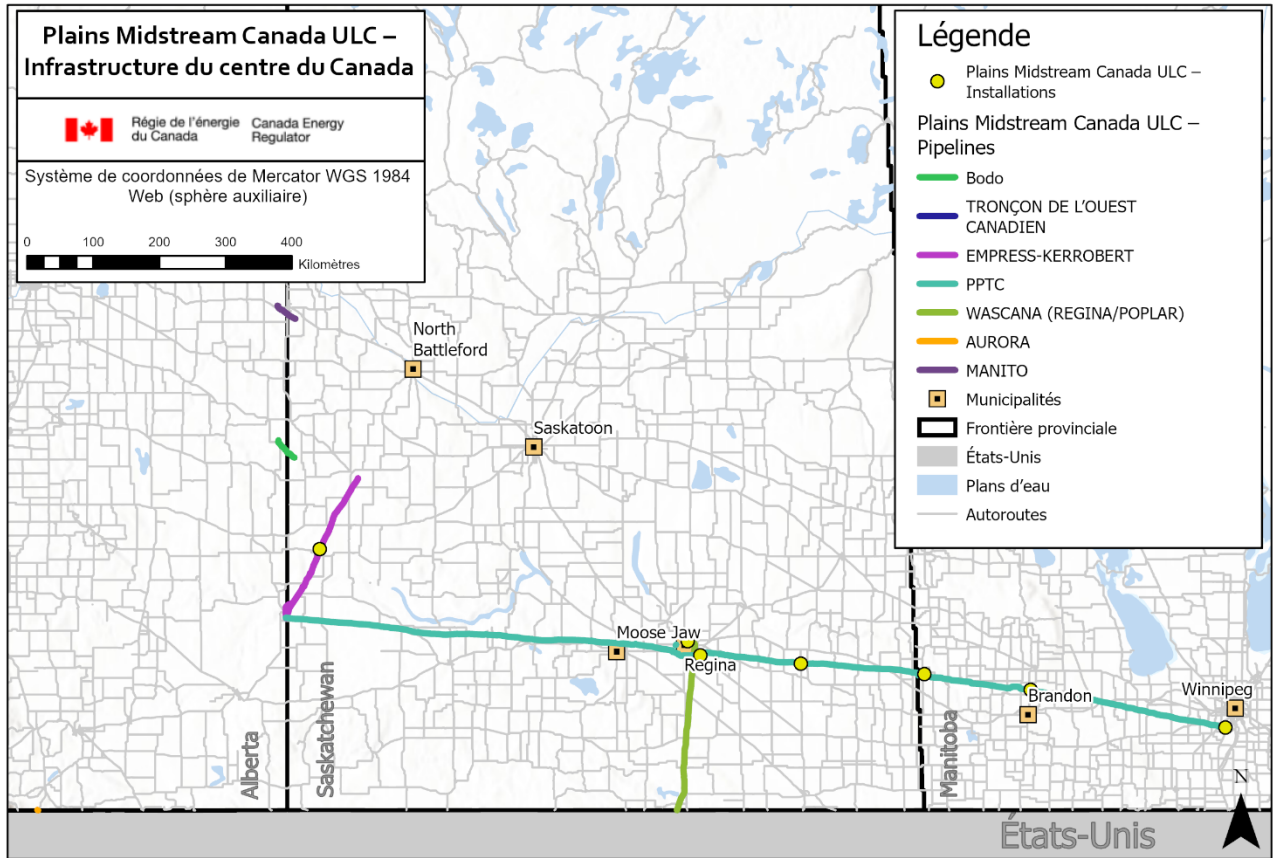 Plains Midstream Canada ULC –
Infrastructure du centre du Canada
Régie de l'énergie
du Canada
Canada Energy
Regulator
Système de coordonnées de Mercator WGS 1984
Web (sphère auxiliaire)
0 100 200 300 400
Kilomètres
Légende
Plains Midstream Canada ULC –
Installations
Plains Midstream Canada ULC –
Pipelines
Bodo
TRONÇON DE L'OUEST
CANADIEN
EMPRESS-KERROBERT
PPTC
WASCANA (REGINA/POPLAR)
AURORA
MANITO
Municipalités
Frontière provinciale
États-Unis
Plans d'eau
Autoroutes
North
Battleford
Saskatoon
Moose Jaw
Regina
Brandon
Winnipeg
Alberta
Saskatchewan
Manitoba
N
États-Unis